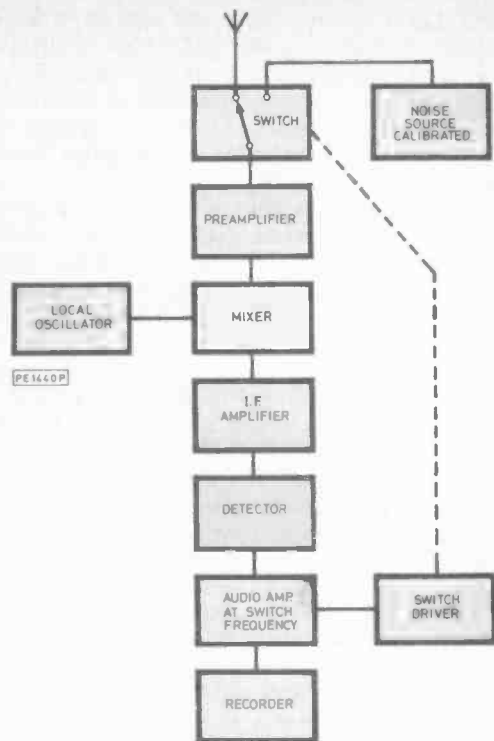 SWITCH
NOISE
SOURCE
CALIBRATED
PREAMPLIFIER
LOCAL
OSCILLATOR
MIXER
PE1440P
I.F.
AMPLIFIER
DETECTOR
AUDIO AMP.
AT SWITCH
FREQUENCY
SWITCH
DRIVER
RECORDER